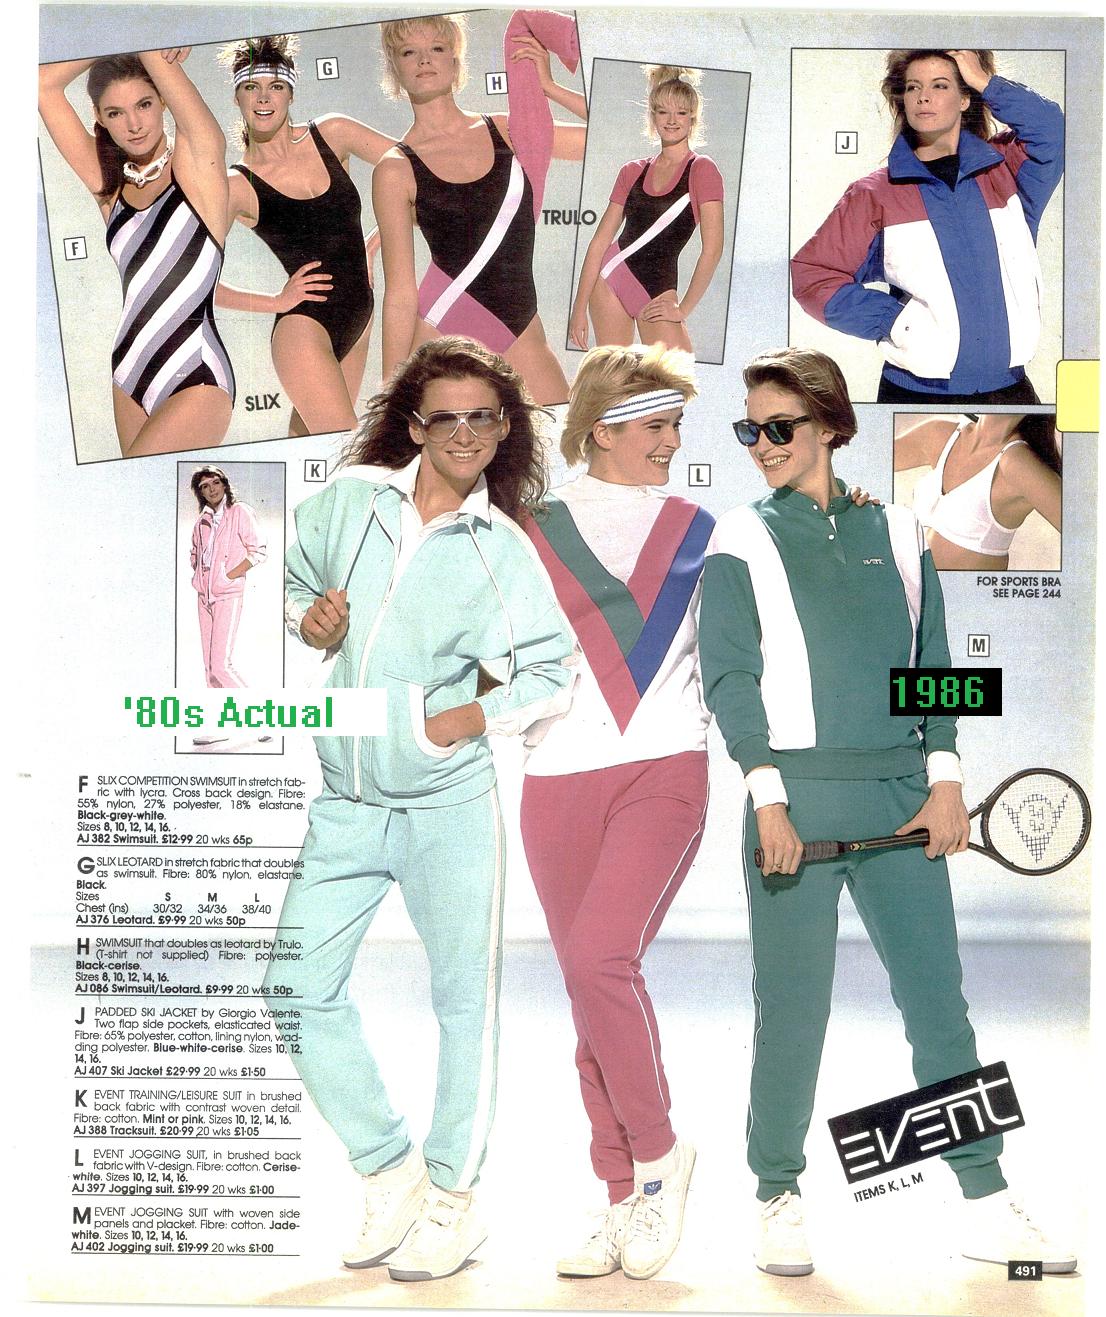 G
H
J
F
TRULO
SLIX
K
L
FOR SPORTS BRA
SEE PAGE 244
EVENT
M
'80s Actual
1986
F SLIX COMPETITION SWIMSUIT in stretch fab-
ric with lycra. Cross back design. Fibre:
55% nylon, 27% polyester, 18% elastane.
Black-grey-white.
Sizes 8, 10, 12, 14, 16.
AJ 382 Swimsuit. £12·99 20 wks 65p
G SLIX LEOTARD in stretch fabric that doubles
as swimsuit. Fibre: 80% nylon, elastane.
Black.
Sizes S M L
Chest (ins) 30/32 34/36 38/40
AJ 376 Leotard. £9·99 20 wks 50p
H SWIMSUIT that doubles as leotard by Trulo.
(T-shirt not supplied) Fibre: polyester.
Black-cerise.
Sizes 8, 10, 12, 14, 16.
AJ 086 Swimsuit/Leotard. £9·99 20 wks 50p
J PADDED SKI JACKET by Giorgio Valente.
Two flap side pockets, elasticated waist.
Fibre: 65% polyester, cotton, lining nylon, wad-
ding polyester. Blue-white-cerise. Sizes 10, 12,
14, 16.
AJ 407 Ski Jacket £29·99 20 wks £1·50
K EVENT TRAINING/LEISURE SUIT in brushed
back fabric with contrast woven detail.
Fibre: cotton. Mint or pink. Sizes 10, 12, 14, 16.
AJ 388 Tracksuit. £20·99 20 wks £1·05
L EVENT JOGGING SUIT, in brushed back
fabric with V-design. Fibre: cotton. Cerise-
white. Sizes 10, 12, 14, 16.
AJ 397 Jogging suit. £19·99 20 wks £1·00
M EVENT JOGGING SUIT with woven side
panels and placket. Fibre: cotton. Jade-
white. Sizes 10, 12, 14, 16.
AJ 402 Jogging suit. £19·99 20 wks £1·00
EVENT
ITEMS K, L, M
491